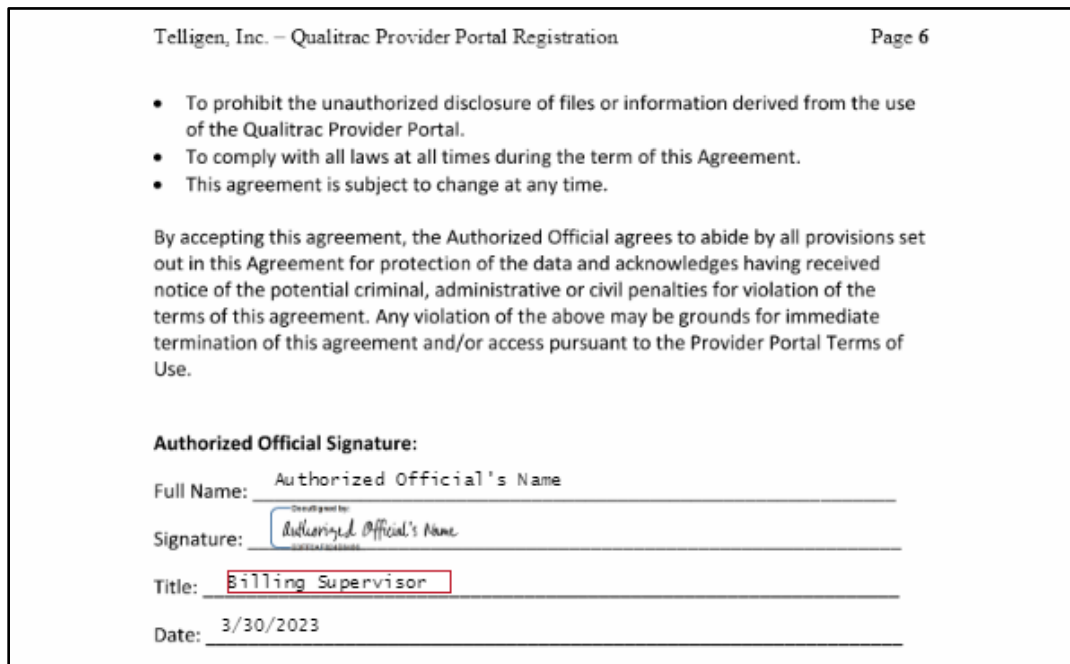 Telligen, Inc. – Qualitrac Provider Portal Registration Page 6
• To prohibit the unauthorized disclosure of files or information derived from the use
of the Qualitrac Provider Portal.
• To comply with all laws at all times during the term of this Agreement.
• This agreement is subject to change at any time.
By accepting this agreement, the Authorized Official agrees to abide by all provisions set
out in this Agreement for protection of the data and acknowledges having received
notice of the potential criminal, administrative or civil penalties for violation of the
terms of this agreement. Any violation of the above may be grounds for immediate
termination of this agreement and/or access pursuant to the Provider Portal Terms of
Use.
Authorized Official Signature:
Full Name: Authorized Official's Name
DocuSigned by:
Signature: Authorized Official's Name
Title: Billing Supervisor
Date: 3/30/2023